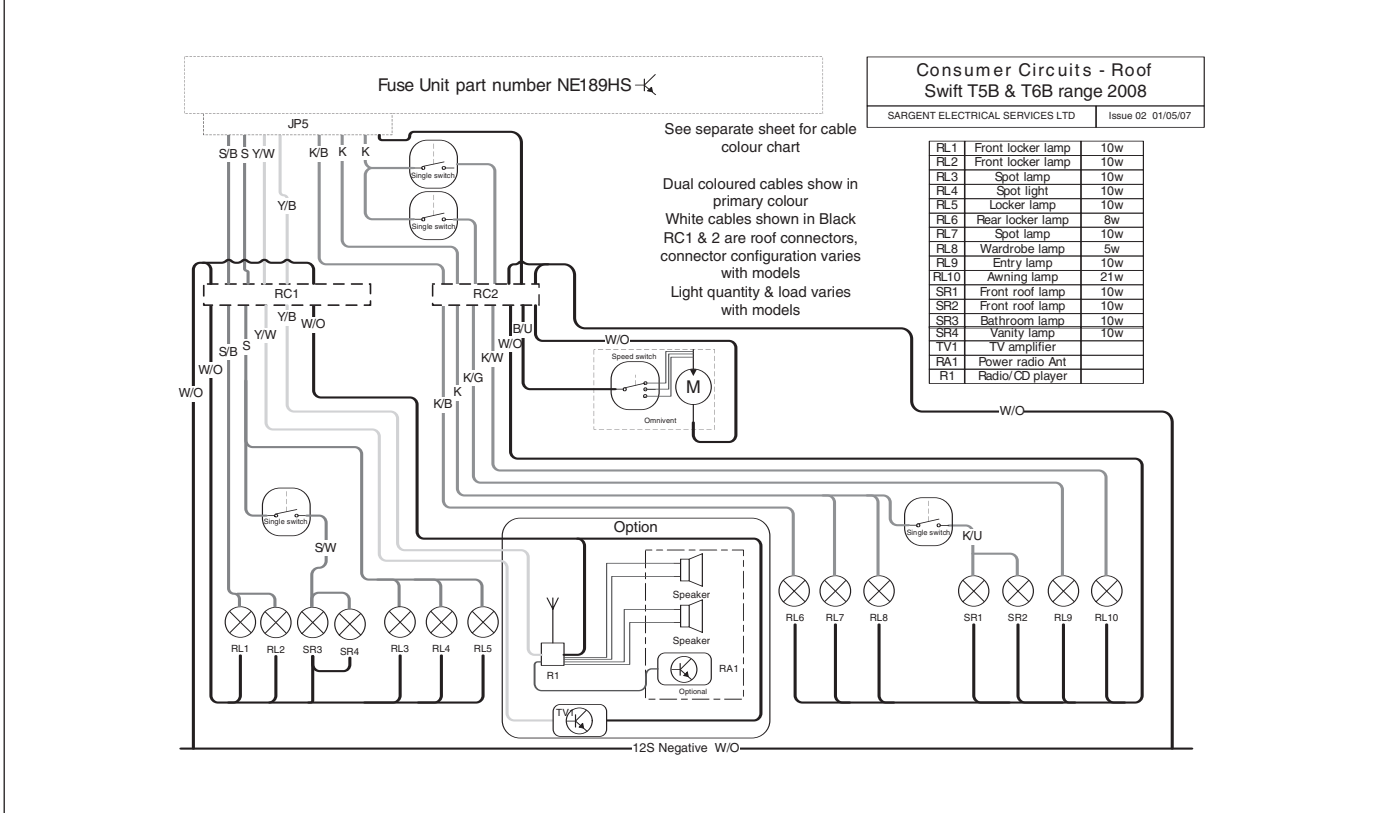 Fuse Unit part number NE189HS
JP5
Consumer Circuits - Roof
Swift T5B & T6B range 2008
SARGENT ELECTRICAL SERVICES LTD
Issue 02 01/05/07
See separate sheet for cable
colour chart
Dual coloured cables show in
primary colour
White cables shown in Black
RC1 & 2 are roof connectors,
connector configuration varies
with models
Light quantity & load varies
with models
RL1 Front locker lamp 10w
RL2 Front locker lamp 10w
RL3 Spot lamp 10w
RL4 Spot light 10w
RL5 Locker lamp 10w
RL6 Rear locker lamp 8w
RL7 Spot lamp 10w
RL8 Wardrobe lamp 5w
RL9 Entry lamp 10w
RL10 Awning lamp 21w
SR1 Front roof lamp 10w
SR2 Front roof lamp 10w
SR3 Bathroom lamp 10w
SR4 Vanity lamp 10w
TV1 TV amplifier
RA1 Power radio Ant
R1 Radio/CD player
S/B S Y/W K/B K K
Single switch
Y/B
Single switch
RC1
RC2
Y/B
W/O
B/U
Y/W
W/O
W/O
S/B
S
K/W
Speed switch
W/O
K/G
M
W/O
K
K/B
Omnivent
W/O
Single switch
S/W
Single switch
K/U
Option
Speaker
Speaker
R1
RA1
Optional
TV1
RL1 RL2 SR3 SR4 RL3 RL4 RL5
RL6 RL7 RL8 SR1 SR2 RL9 RL10
12S Negative W/O